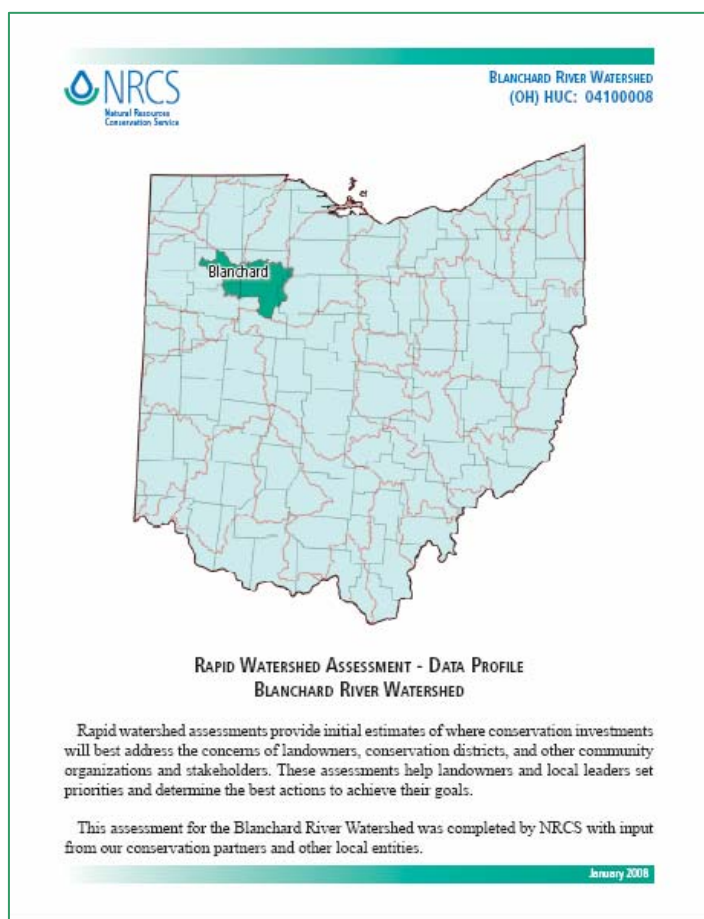 NRCS
Natural Resources
Conservation Service
BLANCHARD RIVER WATERSHED
(OH) HUC: 04100008
Blanchard
RAPID WATERSHED ASSESSMENT - DATA PROFILE
BLANCHARD RIVER WATERSHED
Rapid watershed assessments provide initial estimates of where conservation investments
will best address the concerns of landowners, conservation districts, and other community
organizations and stakeholders. These assessments help landowners and local leaders set
priorities and determine the best actions to achieve their goals.
This assessment for the Blanchard River Watershed was completed by NRCS with input
from our conservation partners and other local entities.
January 2008